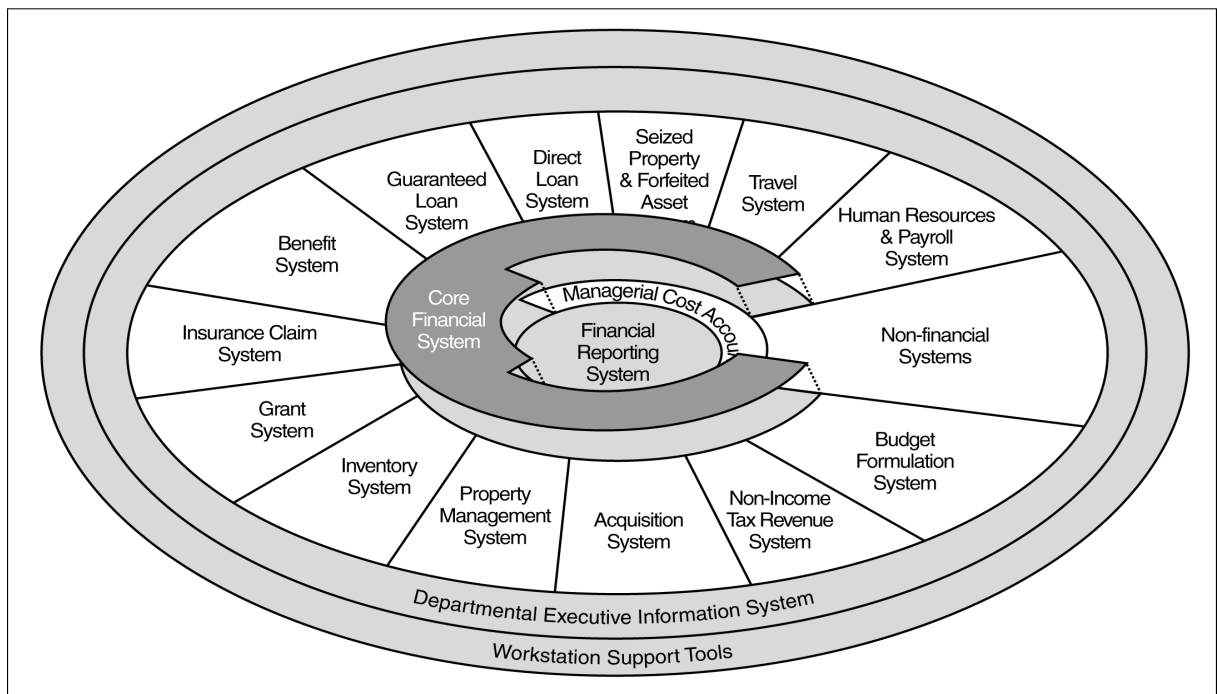 Seized
Property
& Forfeited
Asset
Direct
Loan
System
Travel
System
Guaranteed
Loan
System
Human Resources
& Payroll
System
Benefit
System
Core
Financial
System
Managerial Cost
Financial
Reporting
System
Non-financial
Systems
Insurance Claim
System
Grant
System
Budget
Formulation
System
Inventory
System
Property
Management
System
Acquisition
System
Non-Income
Tax Revenue
System
Departmental Executive Information System
Workstation Support Tools